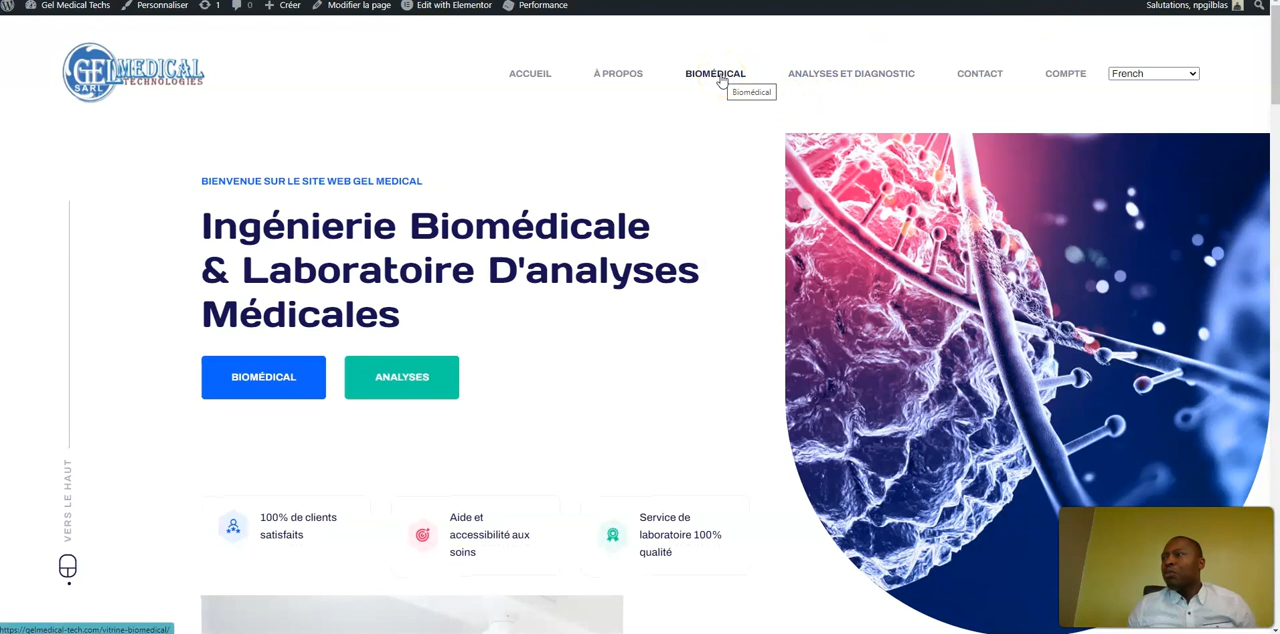 Gel Medical Techs Personnaliser 1 0 Créer Modifier la page Edit with Elementor Performance Salutations, npgilblas
GEL MEDICAL
TECHNOLOGIES
SARL
ACCUEIL À PROPOS BIOMÉDICAL ANALYSES ET DIAGNOSTIC CONTACT COMPTE French
Biomédical
BIENVENUE SUR LE SITE WEB GEL MEDICAL
Ingénierie Biomédicale
& Laboratoire D'analyses
Médicales
BIOMÉDICAL ANALYSES
VERS LE HAUT
100% de clients
satisfaits
Aide et
accessibilité aux
soins
Service de
laboratoire 100%
qualité
https://gelmedical-tech.com/vitrine-biomedical/